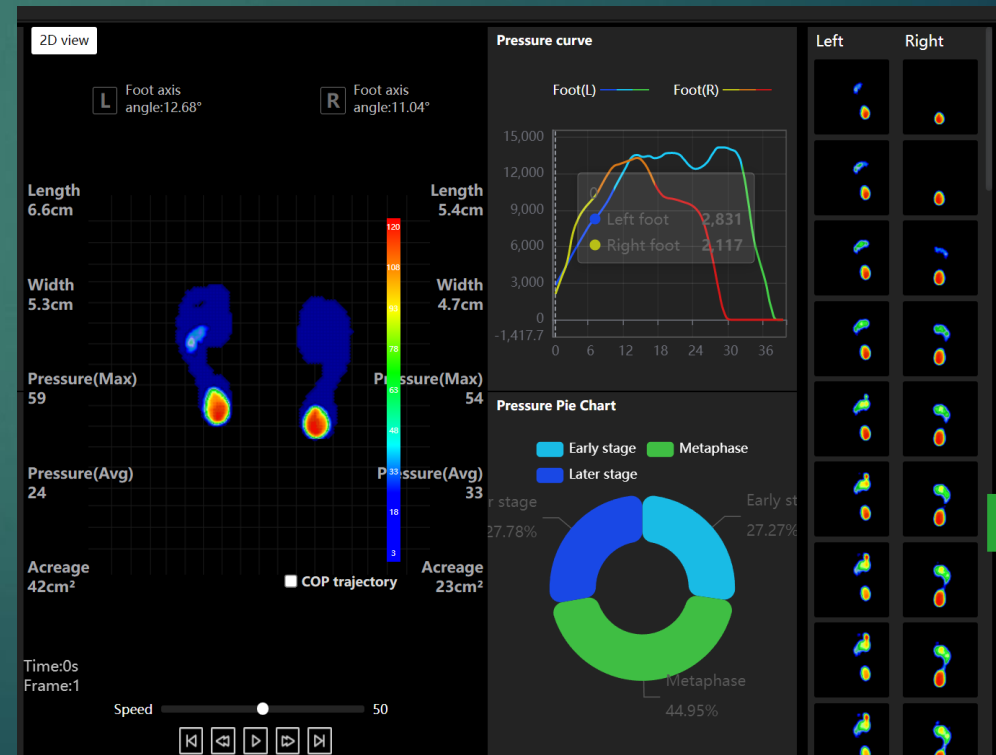 2D view
L Foot axis angle:12.68°
R Foot axis angle:11.04°
Length
6.6cm
Length
5.4cm
Width
5.3cm
Width
4.7cm
Pressure(Max)
59
Pressure(Max)
54
Pressure(Avg)
24
Pressure(Avg)
33
Acreage
42cm²
Acreage
23cm²
120
108
93
78
63
48
33
18
3
COP trajectory
Time:0s
Frame:1
Speed 50
Pressure curve
Foot(L) Foot(R)
15,000
12,000
9,000
6,000
3,000
0
-1,417.7
0 6 12 18 24 30 36
0
Left foot 2,831
Right foot 2,117
Pressure Pie Chart
Early stage Metaphase
Later stage
r stage
27.78%
Early st
27.27%
Metaphase
44.95%
Left Right